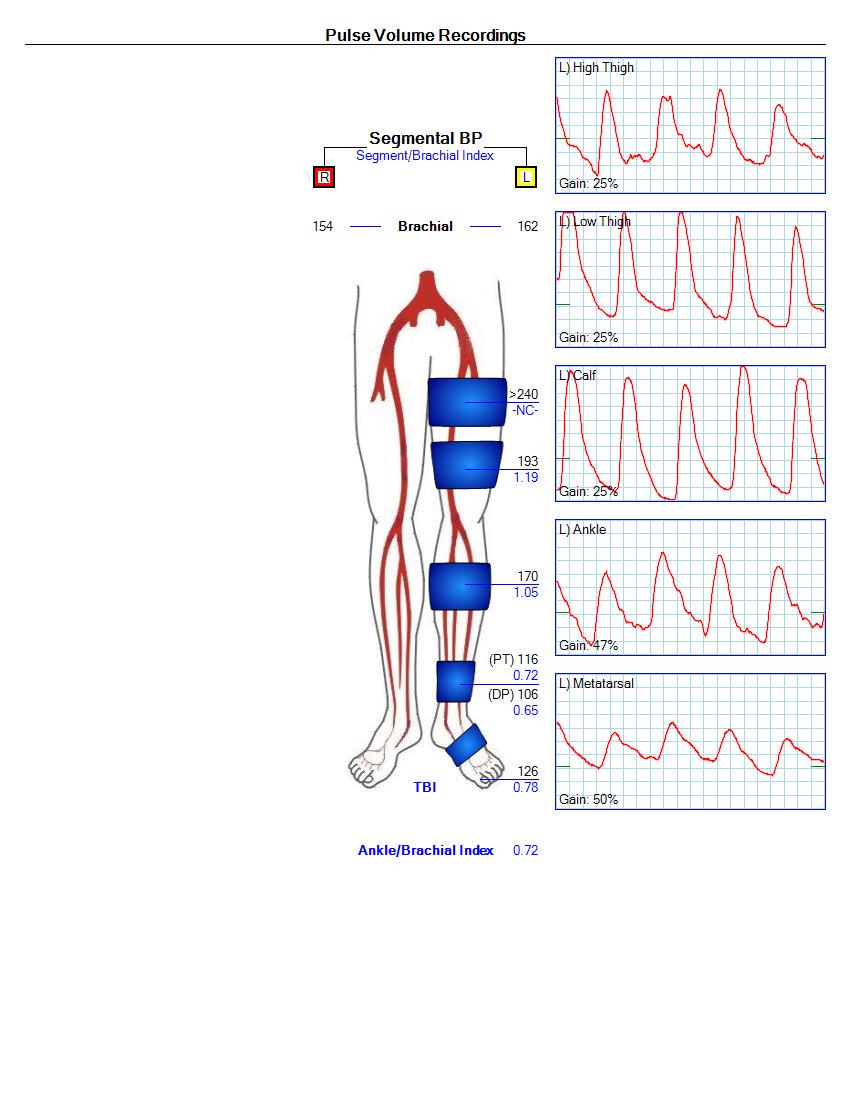 Pulse Volume Recordings
Segmental BP
Segment/Brachial Index
R
L
154
Brachial
162
>240
-NC-
193
1.19
170
1.05
(PT) 116
0.72
(DP) 106
0.65
126
TBI
0.78
Ankle/Brachial Index 0.72
L) High Thigh
Gain: 25%
L) Low Thigh
Gain: 25%
L) Calf
Gain: 25%
L) Ankle
Gain: 47%
L) Metatarsal
Gain: 50%